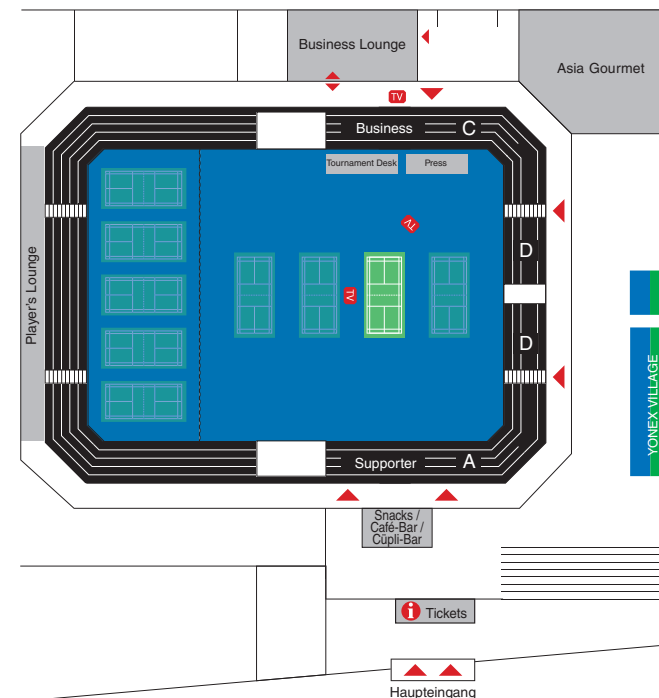 Business Lounge
Asia Gourmet
TV
Business C
Tournament Desk
Press
TV
D
Player's Lounge
TV
D
YONEX VILLAGE
Supporter A
Snacks /
Café-Bar /
Cüpli-Bar
i Tickets
Haupteingang